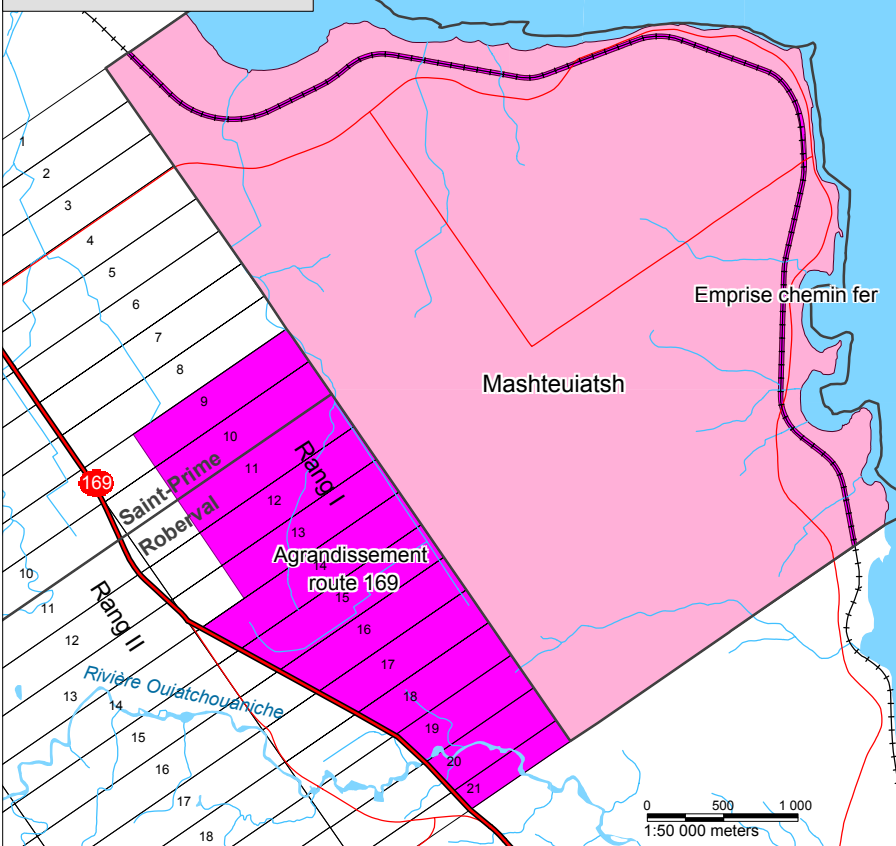 1
2
3
4
5
6
7
8
9
10
11
12
13
14
15
16
17
18
19
20
21
Emprise chemin fer
Mashteuiatsh
169
Saint-Prime
Roberval
Rang I
Agrandissement
route 169
Rang II
10
11
12
13
14
15
16
17
18
Rivière Ouiatchouaniche
0 500 1 000
1:50 000 meters